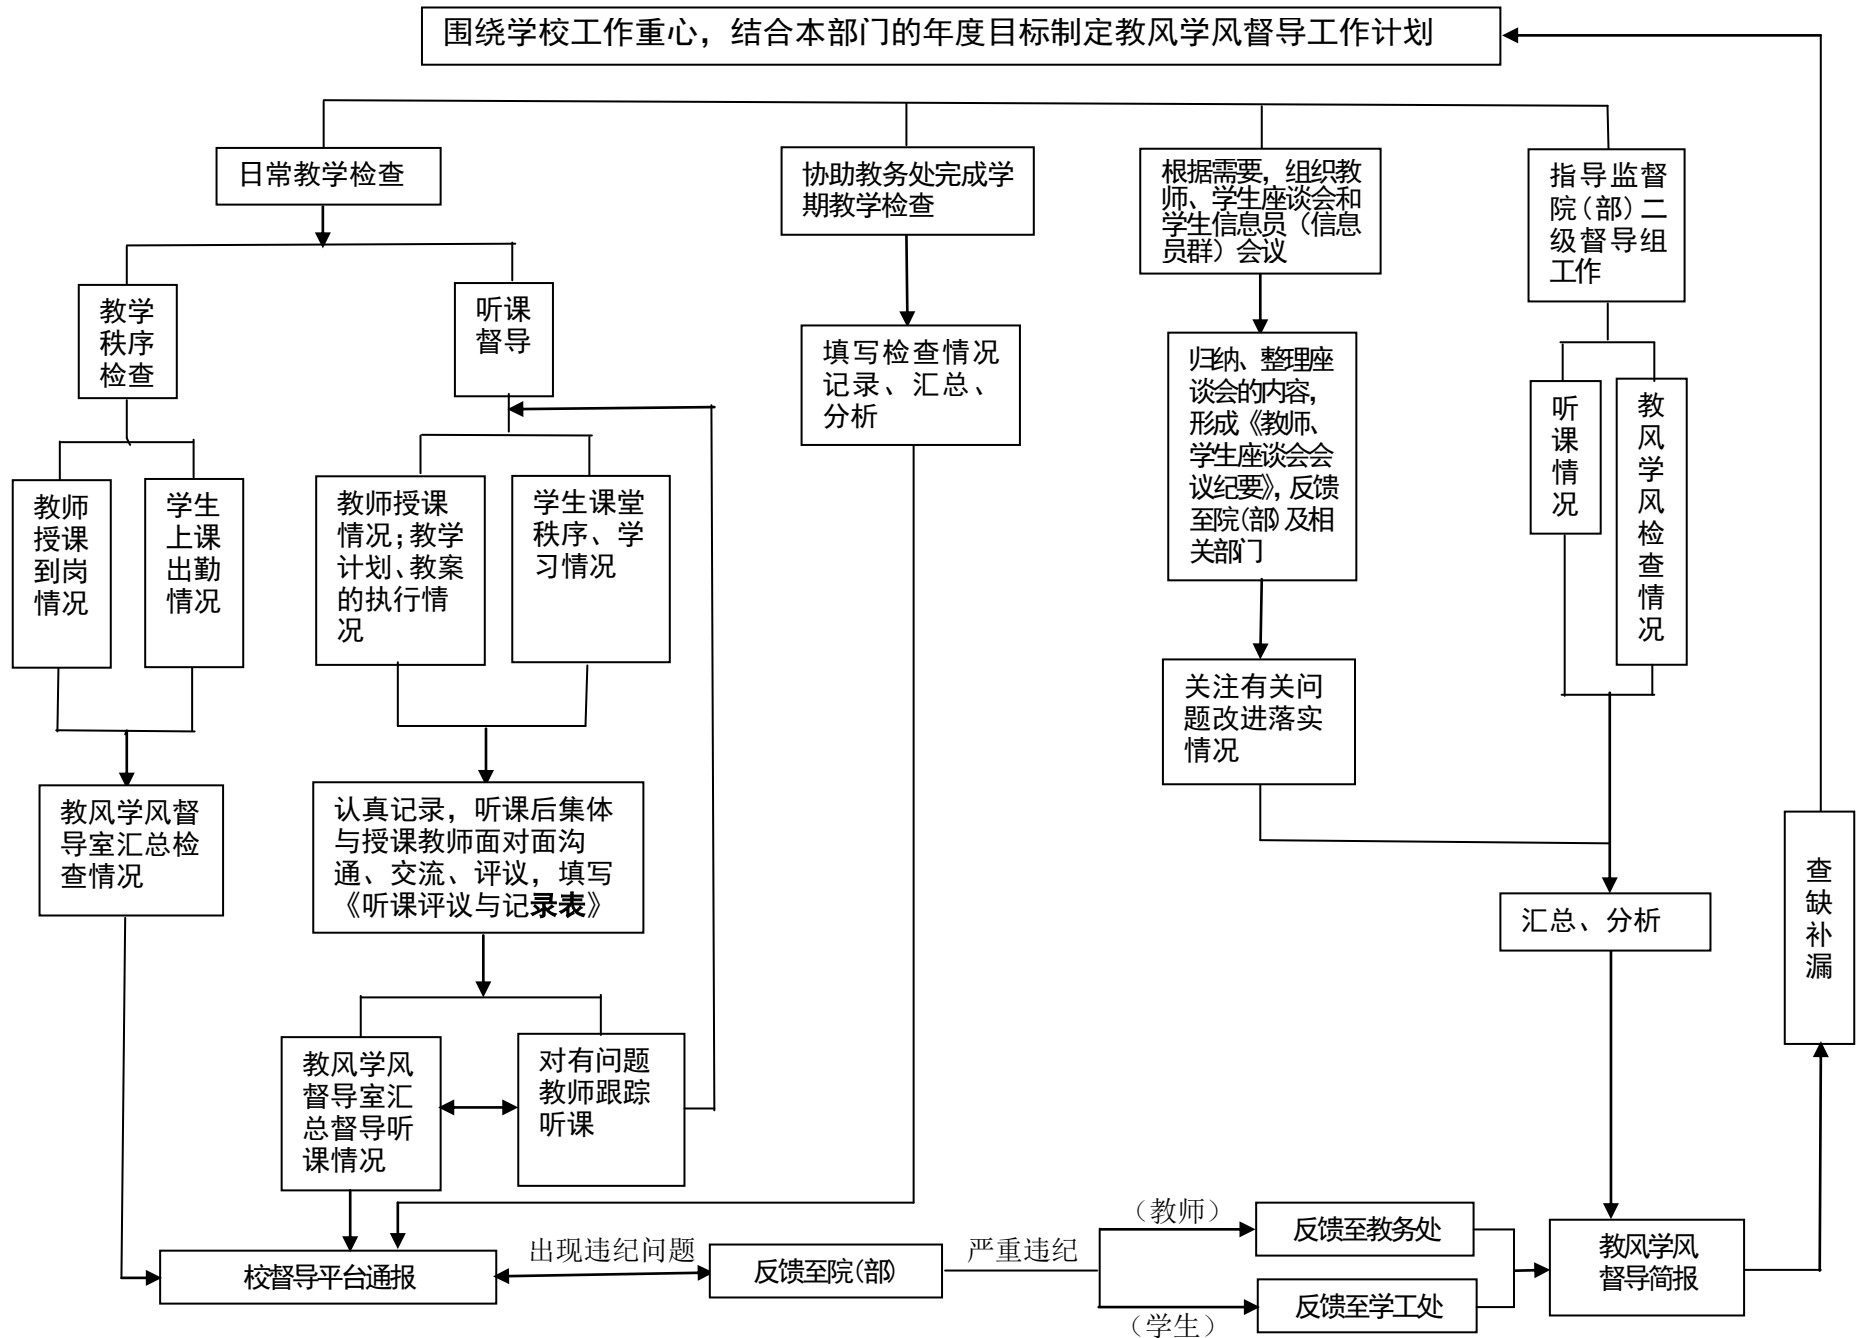 围绕学校工作重心，结合本部门的年度目标制定教风学风督导工作计划
日常教学检查
协助教务处完成学
期教学检查
根据需要，组织教
师、学生座谈会和
学生信息员（信息
员群）会议
指导监督
院（部）二
级督导组
工作
教学
秩序
检查
听课
督导
填写检查情况
记录、汇总、
分析
归纳、整理座
谈会的内容，
形成《教师、
学生座谈会会
议纪要》，反馈
至院（部）及相
关部门
听
课
情
况
教
风
学
风
检
查
情
况
教师
授课
到岗
情况
学生
上课
出勤
情况
教师授课
情况；教学
计划、教案
的执行情
况
学生课堂
秩序、学
习情况
关注有关问
题改进落实
情况
教风学风督
导室汇总检
查情况
认真记录，听课后集体
与授课教师面对面沟
通、交流、评议，填写
《听课评议与记录表》
汇总、分析
查
缺
补
漏
教风学风
督导室汇
总督导听
课情况
对有问题
教师跟踪
听课
校督导平台通报
出现违纪问题
反馈至院（部）
严重违纪
（教师）
反馈至教务处
（学生）
反馈至学工处
教风学风
督导简报